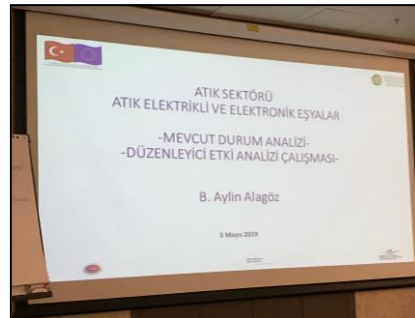 ATIK SEKTÖRÜ
ATIK ELEKTRİKLİ VE ELEKTRONİK EŞYALAR
-MEVCUT DURUM ANALİZİ-
-DÜZENLEYİCİ ETKİ ANALİZİ ÇALIŞMASI-
B. Aylin Alagöz
3 Mayıs 2019